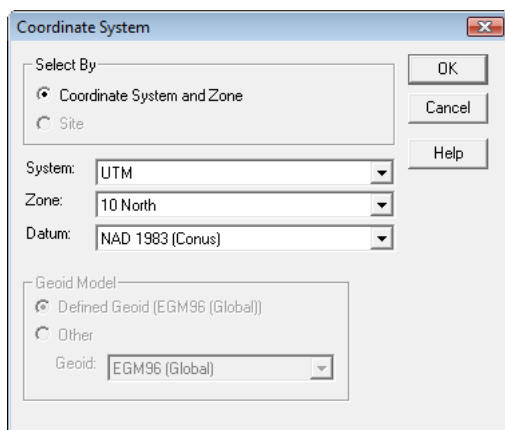 Coordinate System
Select By
Coordinate System and Zone
Site
OK
Cancel
Help
System: UTM
Zone: 10 North
Datum: NAD 1983 (Conus)
Geoid Model
Defined Geoid (EGM96 (Global))
Other
Geoid: EGM96 (Global)